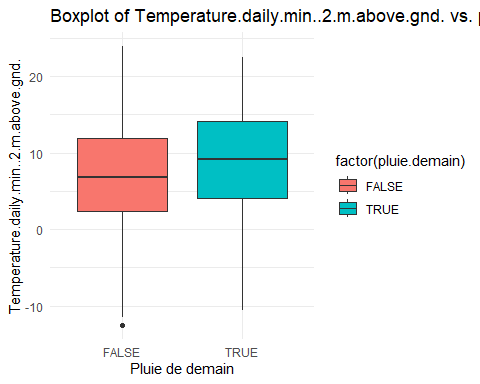 Boxplot of Temperature.daily.min..2.m.above.gnd. vs.
Temperature.daily.min..2.m.above.gnd.
20
10
0
-10
FALSE
TRUE
Pluie de demain
factor(pluie.demain)
FALSE
TRUE